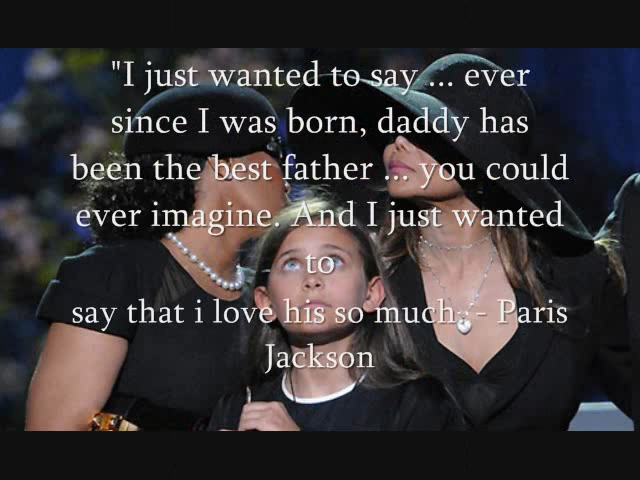 "I just wanted to say ... ever
since I was born, daddy has
been the best father ... you could
ever imagine. And I just wanted
to
say that i love his so much. - Paris
Jackson